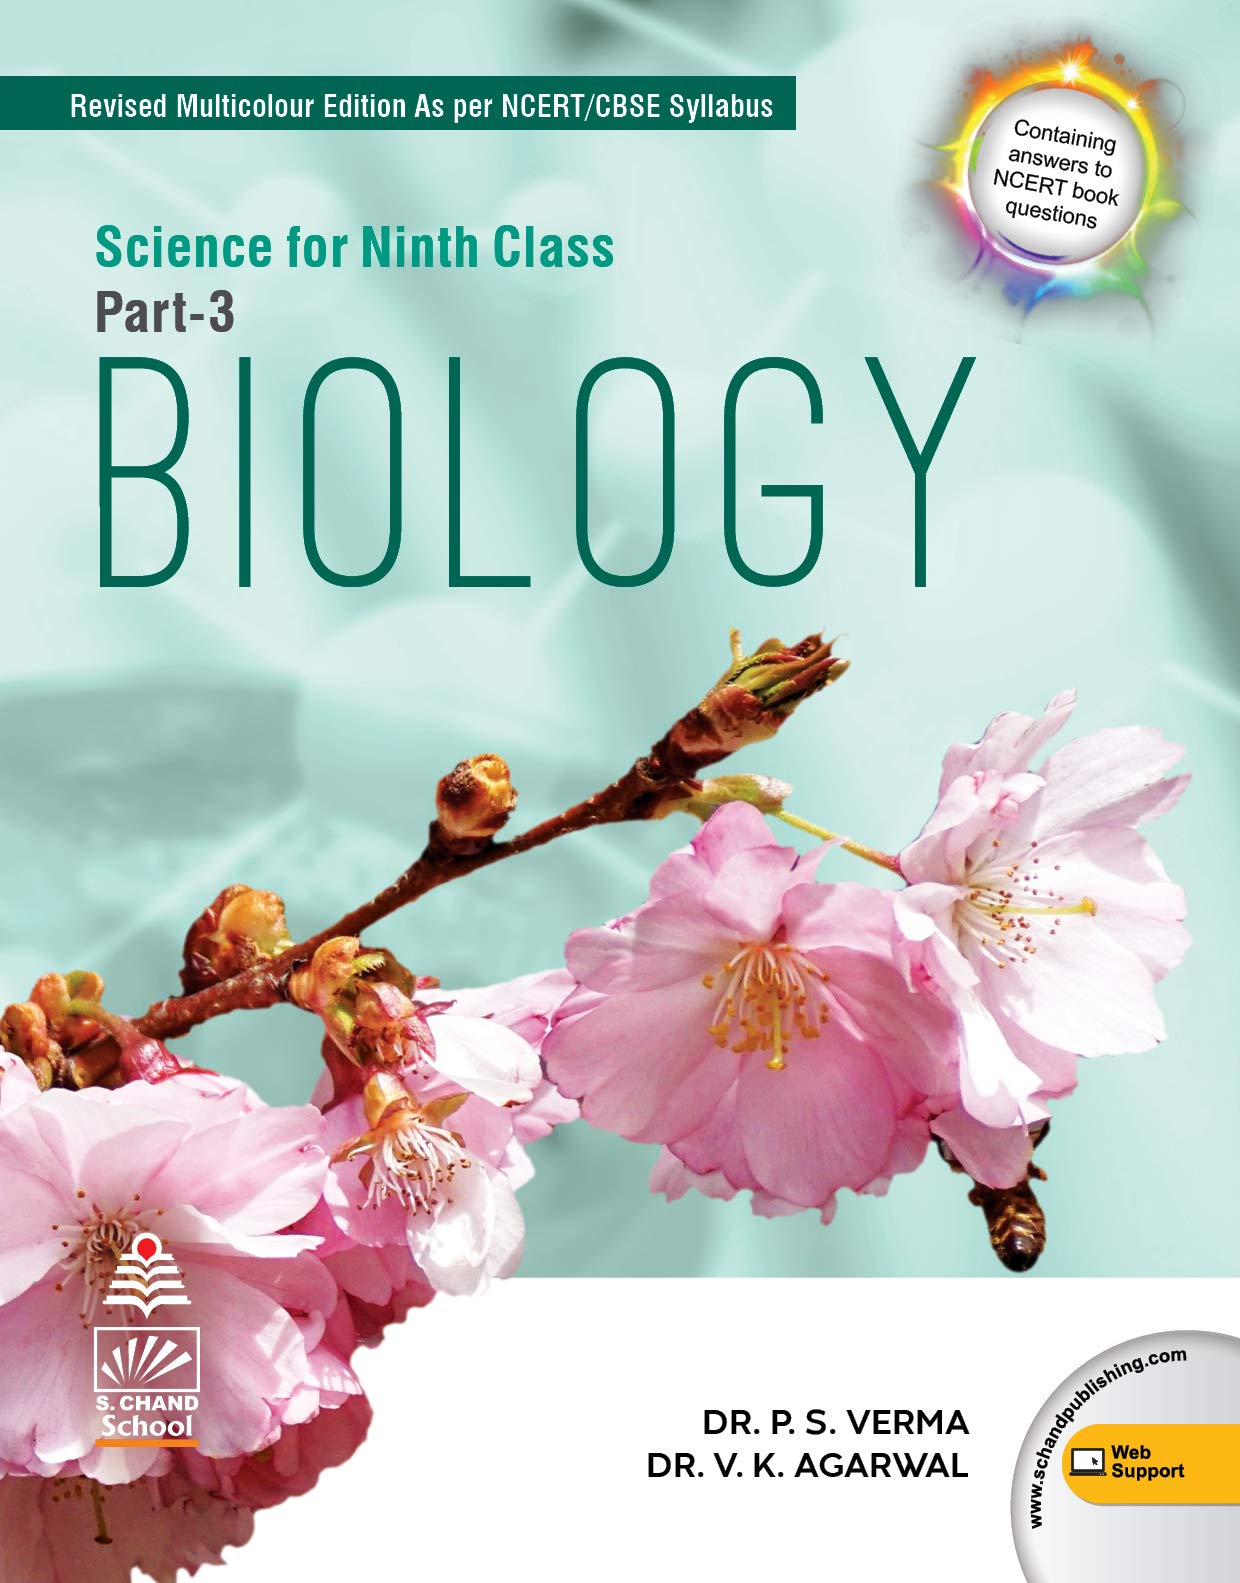 Revised Multicolour Edition As per NCERT/CBSE Syllabus
Containing
answers to
NCERT book
questions
Science for Ninth Class
Part-3
BIOLOGY
S. CHAND
School
DR. P. S. VERMA
DR. V. K. AGARWAL
www.schandpublishing.com
Web
Support